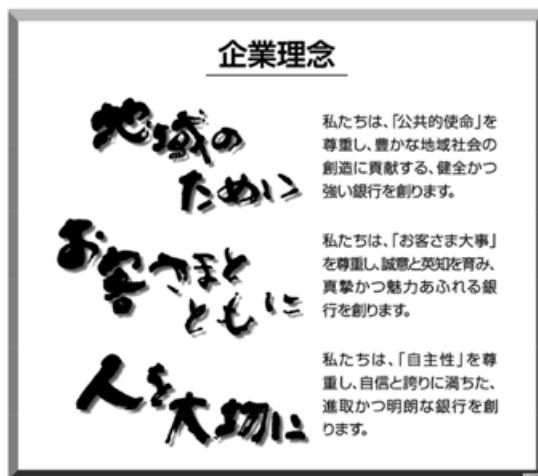 企業理念
地域の
ために
私たちは、「公共的使命」を
尊重し、豊かな地域社会の
創造に貢献する、健全かつ
強い銀行を創ります。
お客さまと
ともに
私たちは、「お客さま大事」
を尊重し、誠意と英知を育み、
真摯かつ魅力あふれる銀
行を創ります。
人を
大切に
私たちは、「自主性」を尊
重し、自信と誇りに満ちた、
進取かつ明朗な銀行を創
ります。